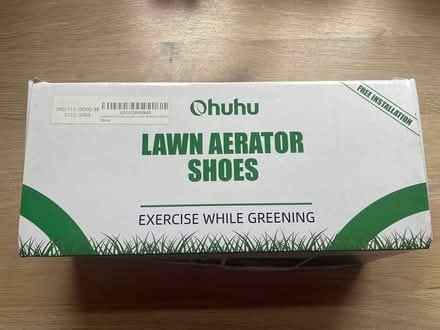 Ohuhu
LAWN AERATOR
SHOES
EXERCISE WHILE GREENING
FREE INSTALLATION